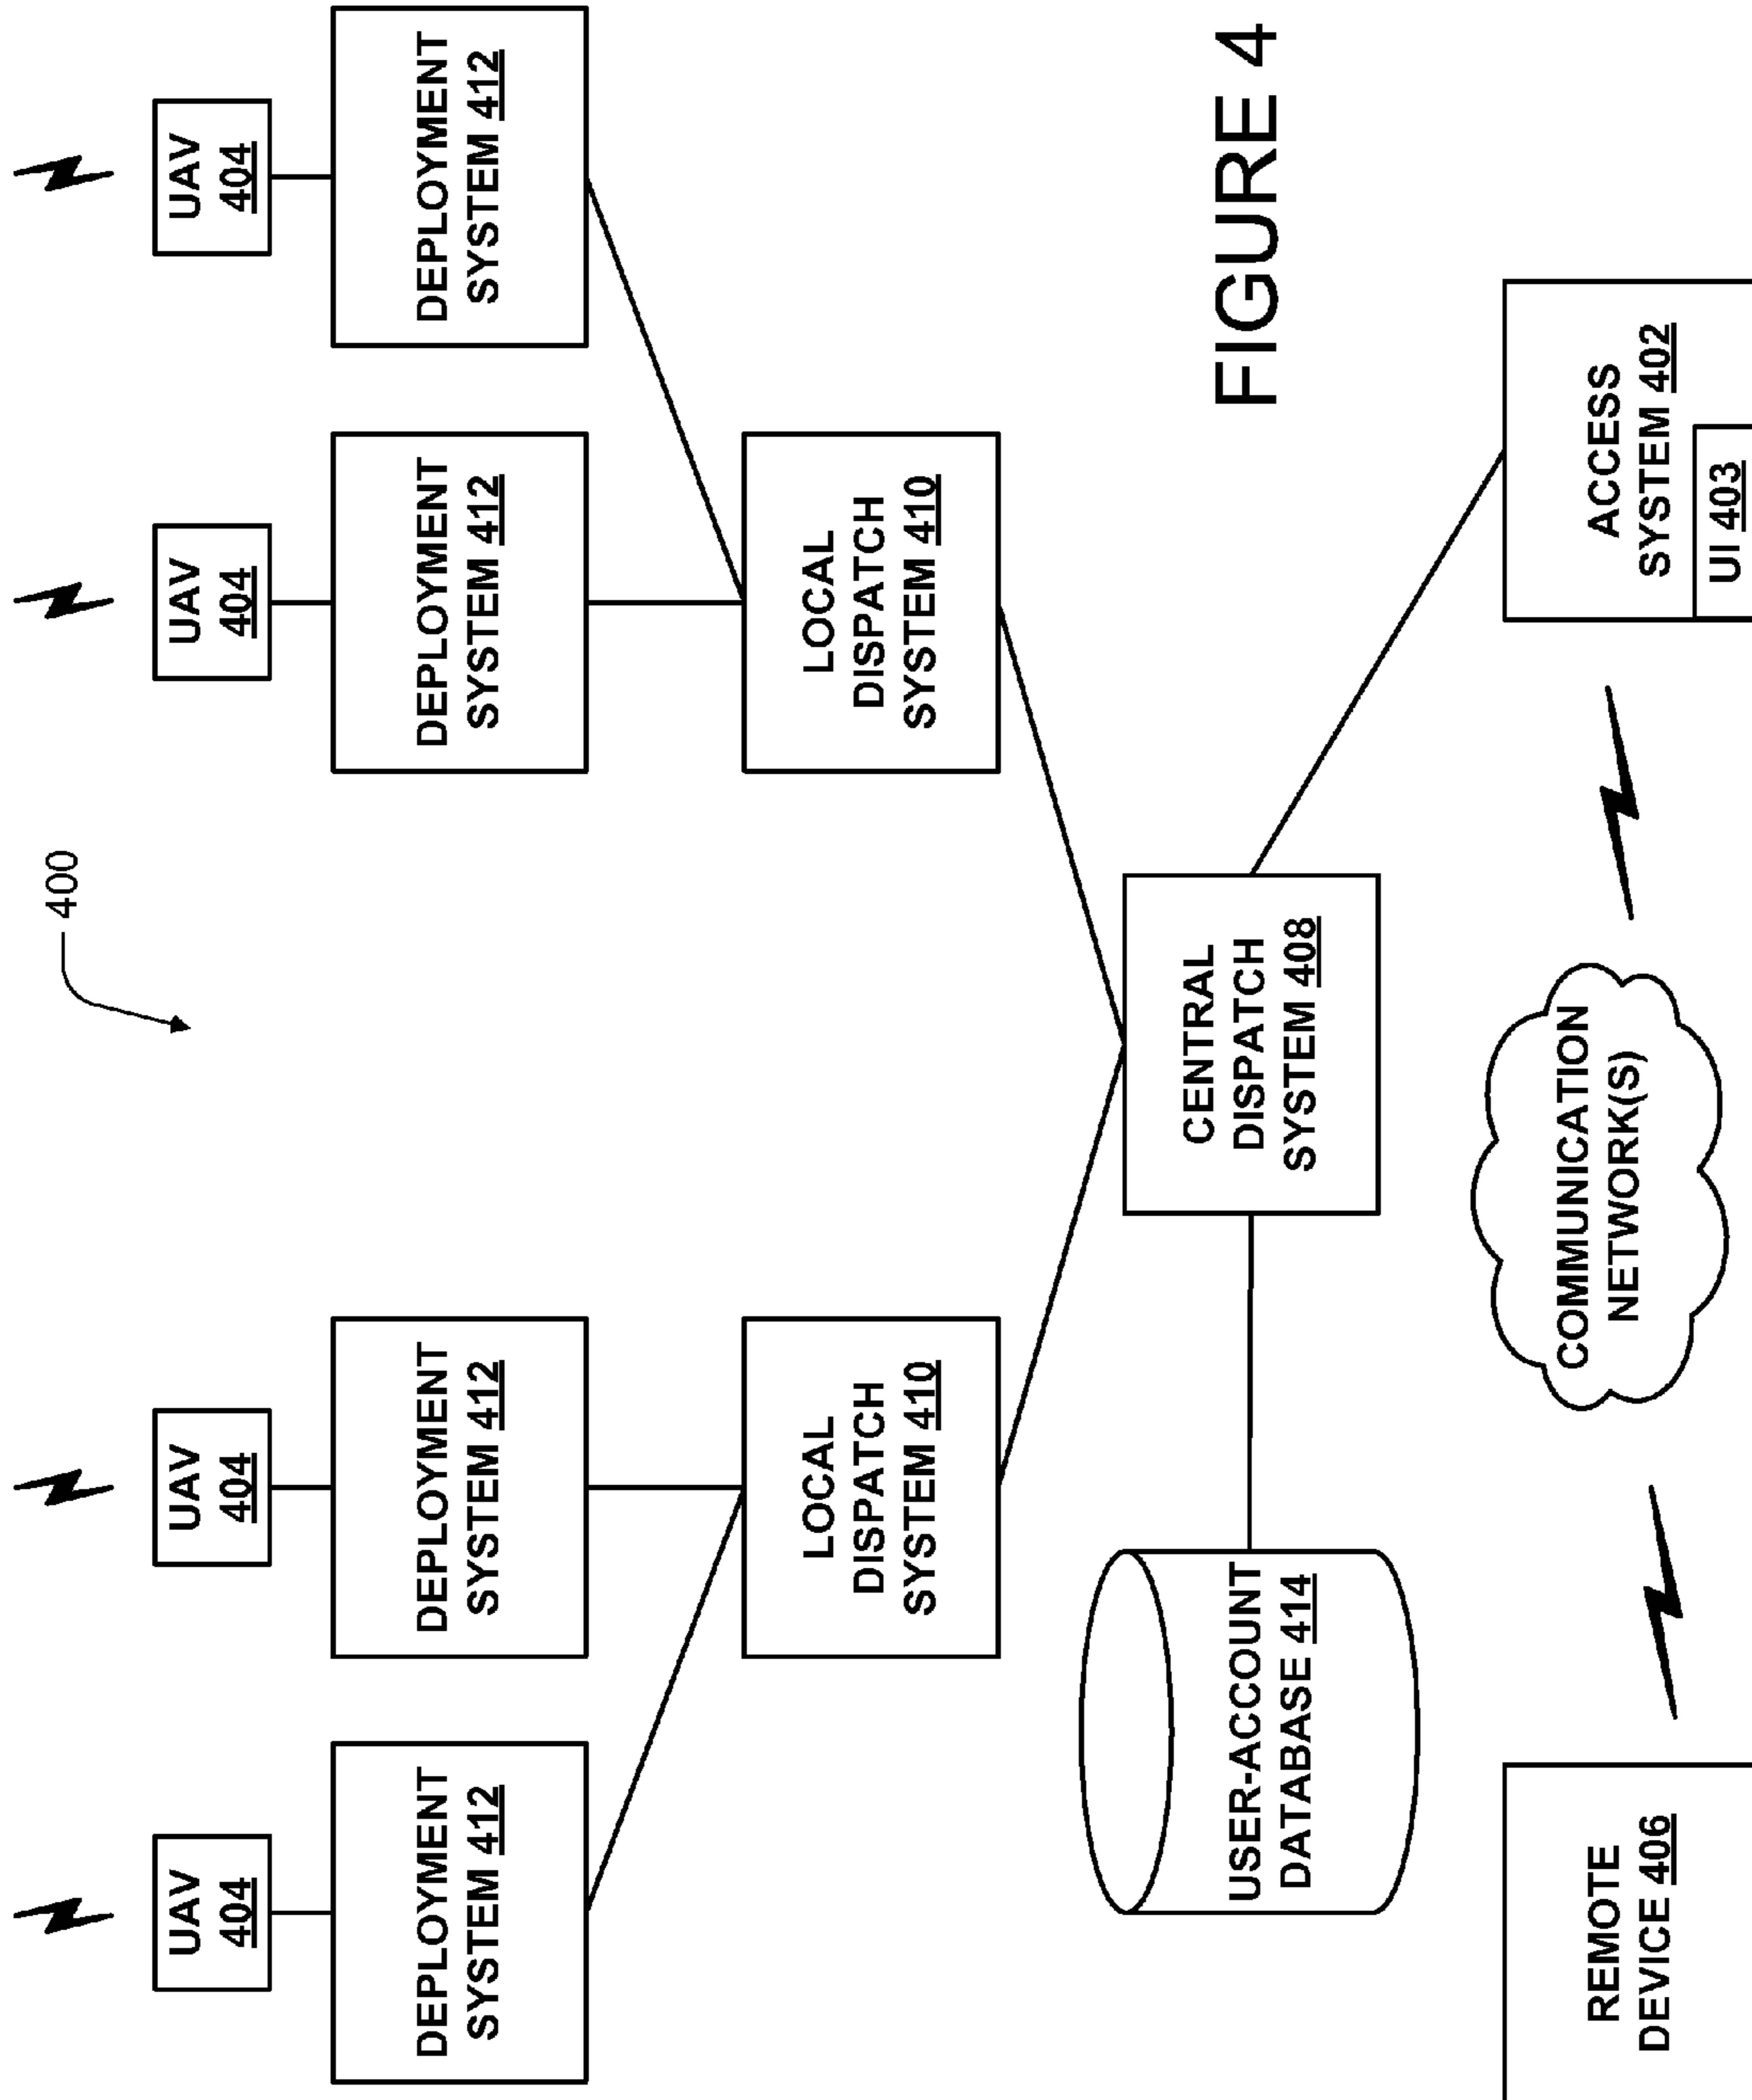 400
UAV
404
UAV
404
UAV
404
UAV
404
DEPLOYMENT
SYSTEM 412
DEPLOYMENT
SYSTEM 412
DEPLOYMENT
SYSTEM 412
DEPLOYMENT
SYSTEM 412
LOCAL
DISPATCH
SYSTEM 410
LOCAL
DISPATCH
SYSTEM 410
USER-ACCOUNT
DATABASE 414
CENTRAL
DISPATCH
SYSTEM 408
FIGURE 4
REMOTE
DEVICE 406
COMMUNICATION
NETWORK(S)
ACCESS
SYSTEM 402
UI 403